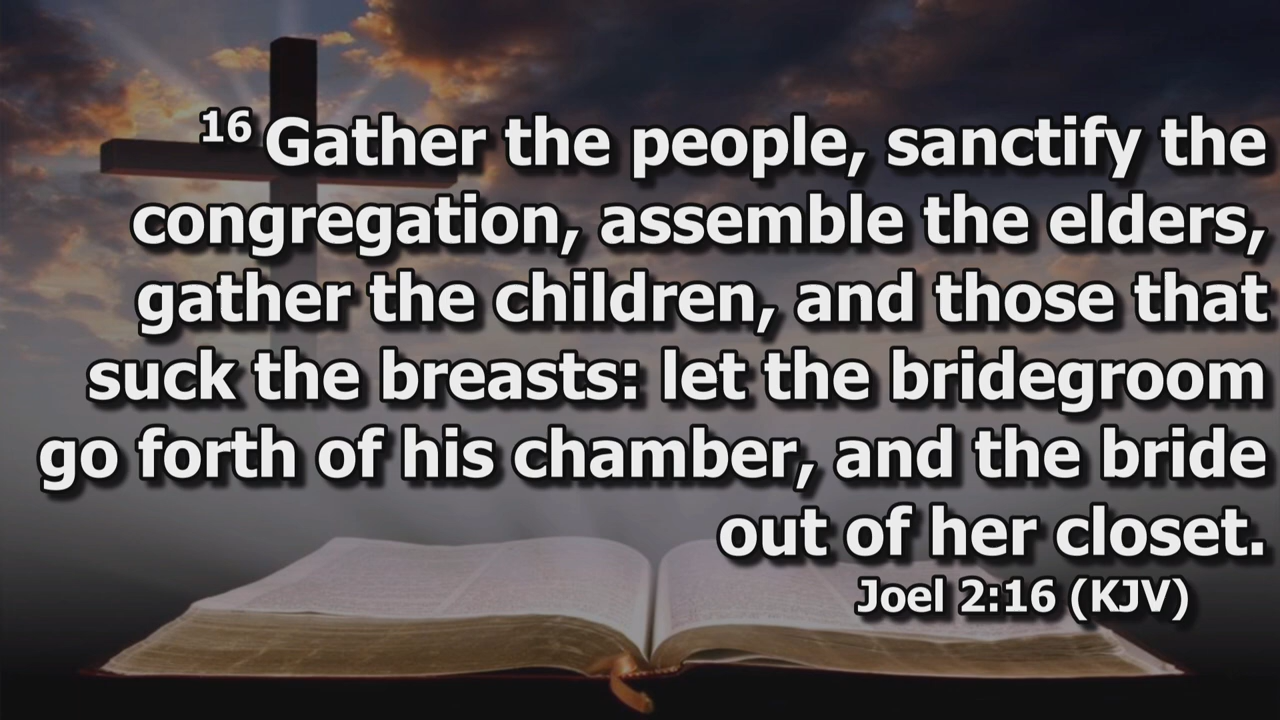 16 Gather the people, sanctify the
congregation, assemble the elders,
gather the children, and those that
suck the breasts: let the bridegroom
go forth of his chamber, and the bride
out of her closet.
Joel 2:16 (KJV)